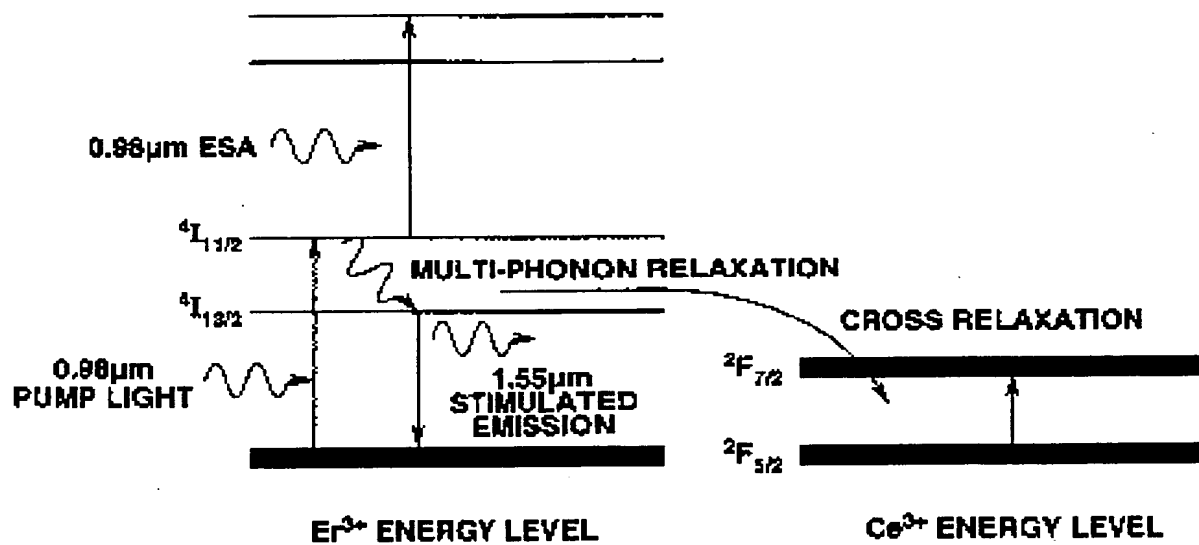 0.98µm ESA
⁴I₁₁/₂
MULTI-PHONON RELAXATION
⁴I₁₃/₂
CROSS RELAXATION
0.98µm
PUMP LIGHT
1.55µm
STIMULATED
EMISSION
²F₇/₂
²F₅/₂
Er³⁺ ENERGY LEVEL
Ce³⁺ ENERGY LEVEL